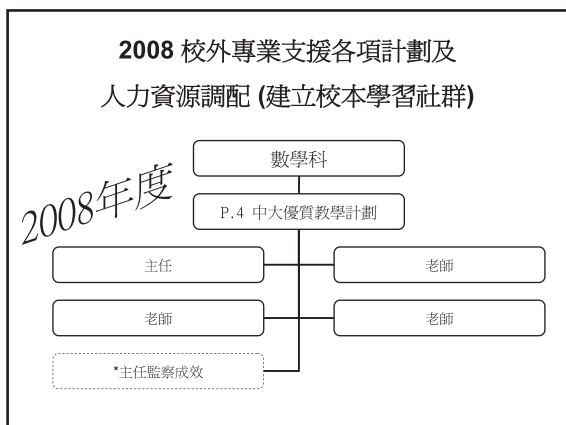 2008 校外專業支援各項計劃及
人力資源調配 (建立校本學習社群)
2008年度
數學科
P.4 中大優質教學計劃
主任
老師
老師
老師
*主任監察成效